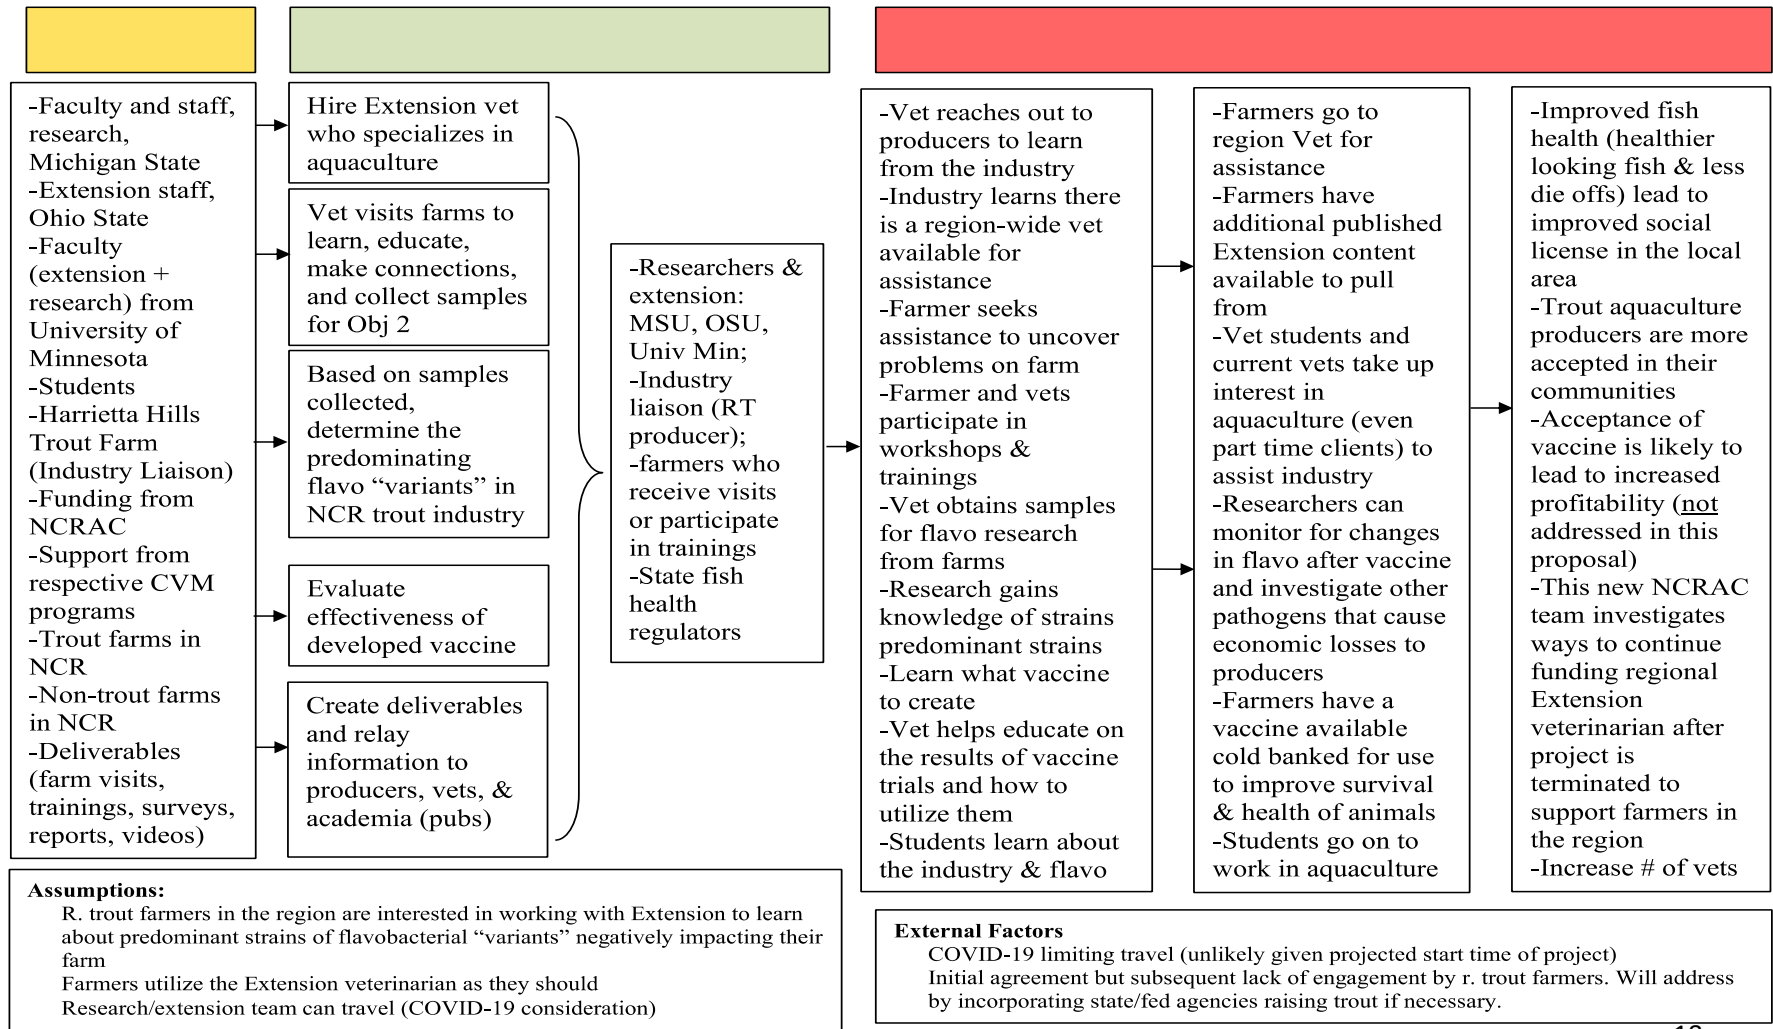 -Faculty and staff,
research,
Michigan State
-Extension staff,
Ohio State
-Faculty
(extension +
research) from
University of
Minnesota
-Students
-Harrietta Hills
Trout Farm
(Industry Liaison)
-Funding from
NCRAC
-Support from
respective CVM
programs
-Trout farms in
NCR
-Non-trout farms
in NCR
-Deliverables
(farm visits,
trainings, surveys,
reports, videos)
Hire Extension vet
who specializes in
aquaculture
Vet visits farms to
learn, educate,
make connections,
and collect samples
for Obj 2
Based on samples
collected,
determine the
predominating
flavo “variants” in
NCR trout industry
Evaluate
effectiveness of
developed vaccine
Create deliverables
and relay
information to
producers, vets, &
academia (pubs)
-Researchers &
extension:
MSU, OSU,
Univ Min;
-Industry
liaison (RT
producer);
-farmers who
receive visits
or participate
in trainings
-State fish
health
regulators
-Vet reaches out to
producers to learn
from the industry
-Industry learns there
is a region-wide vet
available for
assistance
-Farmer seeks
assistance to uncover
problems on farm
-Farmer and vets
participate in
workshops &
trainings
-Vet obtains samples
for flavo research
from farms
-Research gains
knowledge of strains
predominant strains
-Learn what vaccine
to create
-Vet helps educate on
the results of vaccine
trials and how to
utilize them
-Students learn about
the industry & flavo
-Farmers go to
region Vet for
assistance
-Farmers have
additional published
Extension content
available to pull
from
-Vet students and
current vets take up
interest in
aquaculture (even
part time clients) to
assist industry
-Researchers can
monitor for changes
in flavo after vaccine
and investigate other
pathogens that cause
economic losses to
producers
-Farmers have a
vaccine available
cold banked for use
to improve survival
& health of animals
-Students go on to
work in aquaculture
-Improved fish
health (healthier
looking fish & less
die offs) lead to
improved social
license in the local
area
-Trout aquaculture
producers are more
accepted in their
communities
-Acceptance of
vaccine is likely to
lead to increased
profitability (not
addressed in this
proposal)
-This new NCRAC
team investigates
ways to continue
funding regional
Extension
veterinarian after
project is
terminated to
support farmers in
the region
-Increase # of vets
Assumptions:
R. trout farmers in the region are interested in working with Extension to learn
about predominant strains of flavobacterial “variants” negatively impacting their
farm
Farmers utilize the Extension veterinarian as they should
Research/extension team can travel (COVID-19 consideration)
External Factors
COVID-19 limiting travel (unlikely given projected start time of project)
Initial agreement but subsequent lack of engagement by r. trout farmers. Will address
by incorporating state/fed agencies raising trout if necessary.